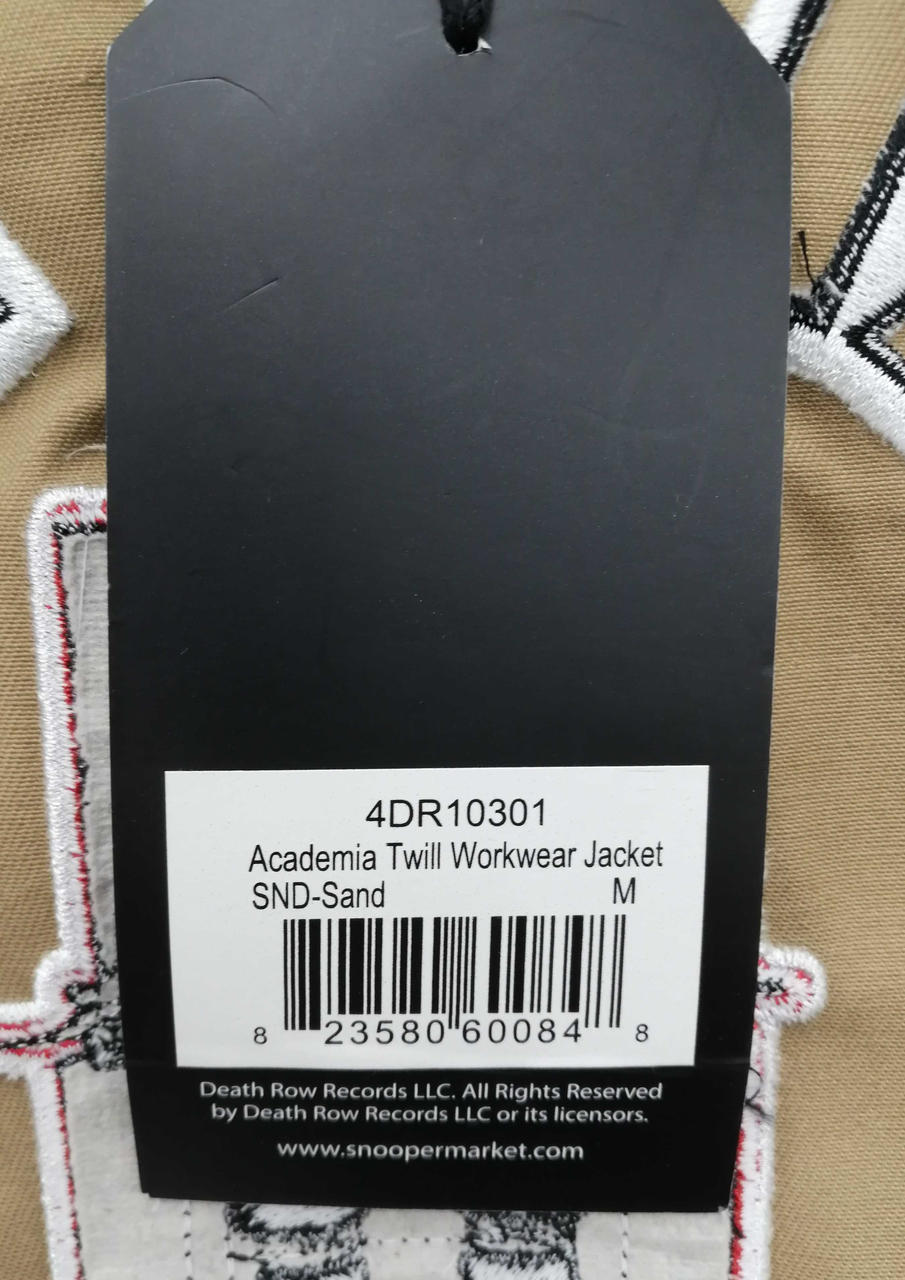 4DR10301
Academia Twill Workwear Jacket
SND-Sand M
8 23580 60084 8
Death Row Records LLC. All Rights Reserved
by Death Row Records LLC or its licensors.
www.snoopermarket.com